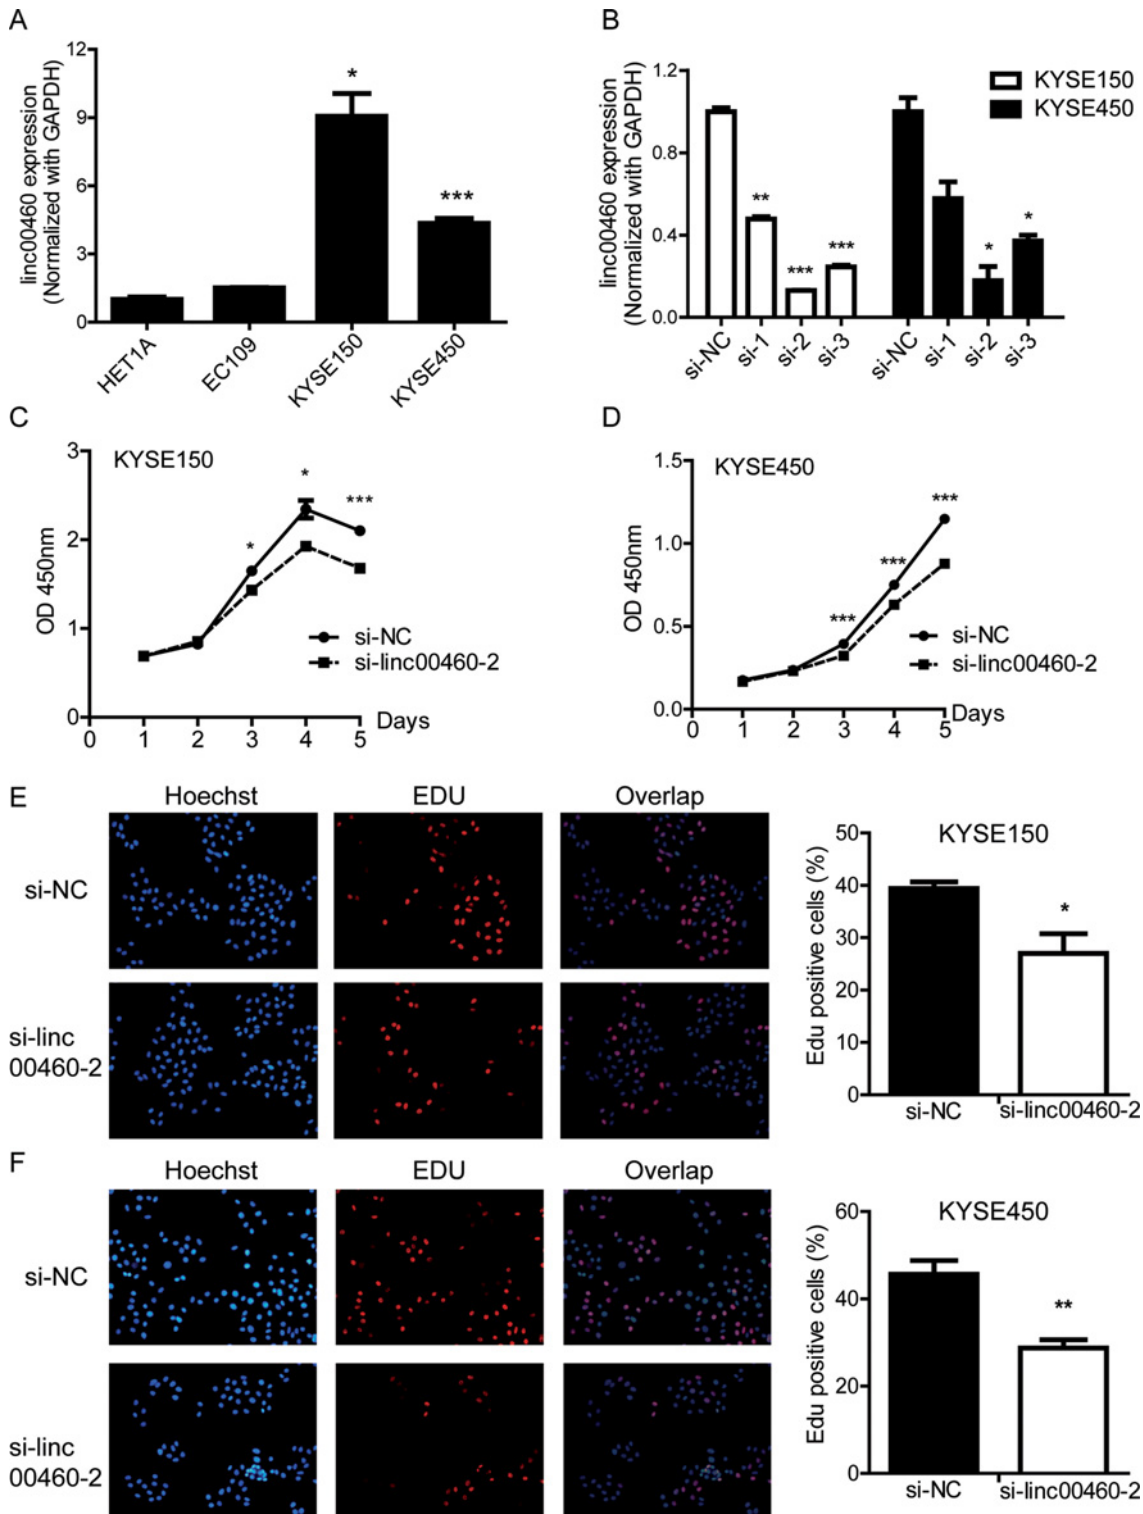 A
linc00460 expression
(Normalized with GAPDH)
12
9
6
3
0
*
***
HET1A
EC109
KYSE150
KYSE450
B
linc00460 expression
(Normalized with GAPDH)
1.2
0.8
0.4
0.0
KYSE150
KYSE450
**
***
***
*
*
si-NC
si-1
si-2
si-3
si-NC
si-1
si-2
si-3
C
KYSE150
OD 450nm
3
2
1
0
*
*
***
si-NC
si-linc00460-2
0 1 2 3 4 5
Days
D
KYSE450
OD 450nm
1.5
1.0
0.5
0.0
***
***
***
si-NC
si-linc00460-2
0 1 2 3 4 5
Days
E
Hoechst EDU Overlap
si-NC
si-linc
00460-2
KYSE150
Edu positive cells (%)
50
40
30
20
10
0
*
si-NC si-linc00460-2
F
Hoechst EDU Overlap
si-NC
si-linc
00460-2
KYSE450
Edu positive cells (%)
60
40
20
0
**
si-NC si-linc00460-2